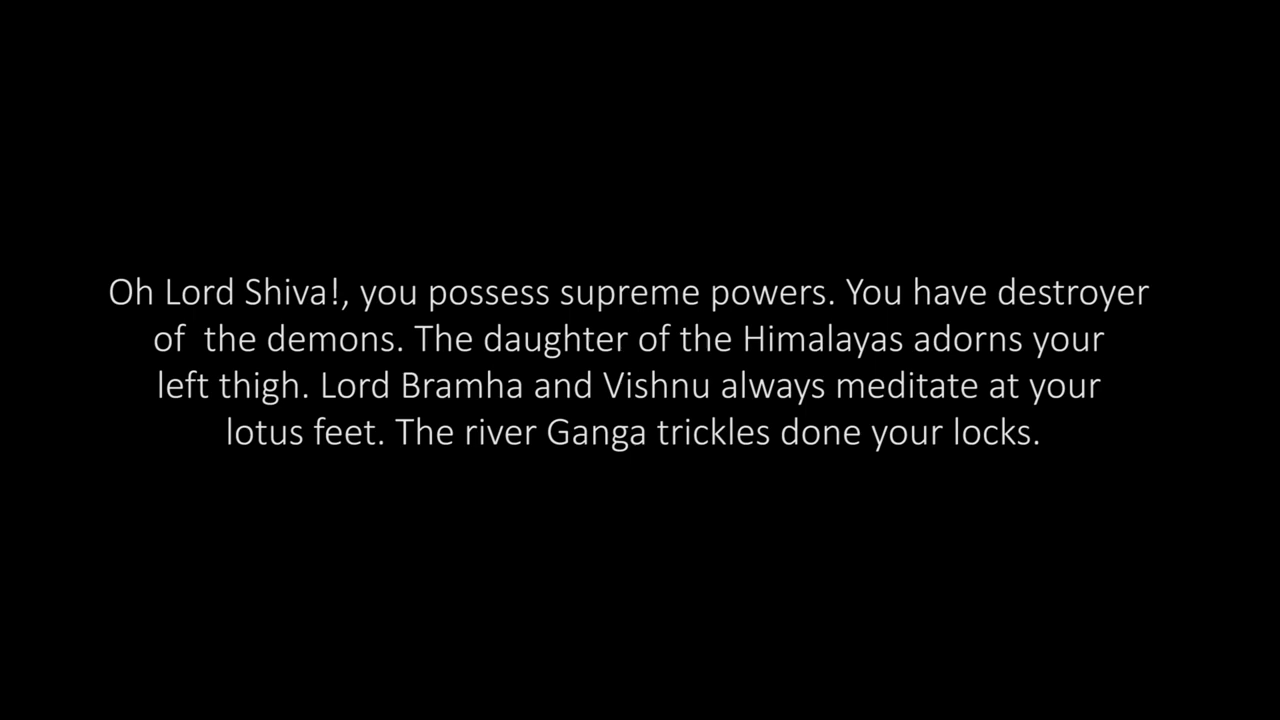 Oh Lord Shiva!, you possess supreme powers. You have destroyer
of  the demons. The daughter of the Himalayas adorns your
left thigh. Lord Bramha and Vishnu always meditate at your
lotus feet. The river Ganga trickles done your locks.